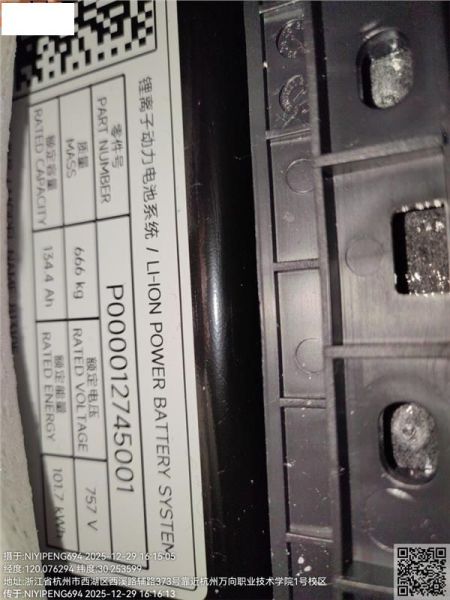 锂离子动力电池系统 / LI-ION POWER BATTERY SYSTEM
零件号
PART NUMBER
P000012745001
质量
MASS
666 kg
额定电压
RATED VOLTAGE
757 V
额定容量
RATED CAPACITY
134.4 Ah
额定能量
RATED ENERGY
101.7 kWh
摄于:NIYIPENG694 2025-12-29 16:15:05
经纬度:120.076294 纬度:30.253599
地址:浙江省杭州市西湖区西溪路辅路373号靠近杭州万向职业技术学院1号校区
传于:NIYIPENG694 2025-12-29 16:16:13